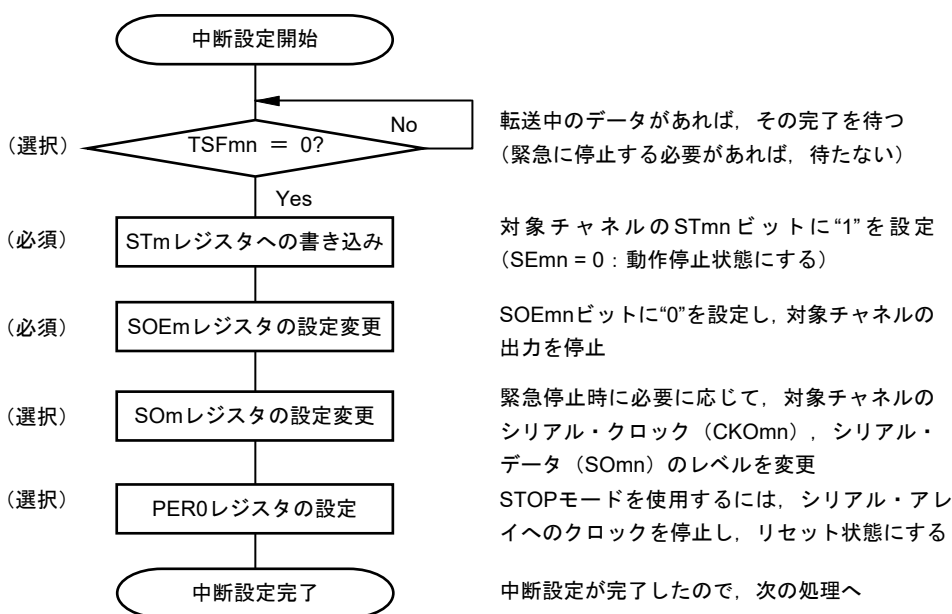 中断設定開始
No
(選択)
TSFmn = 0?
転送中のデータがあれば，その完了を待つ
(緊急に停止する必要があれば，待たない)
Yes
(必須)
STmレジスタへの書き込み
対象チャネルのSTmnビットに“1”を設定
(SEmn = 0：動作停止状態にする)
(必須)
SOEmレジスタの設定変更
SOEmnビットに“0”を設定し，対象チャネルの
出力を停止
(選択)
SOmレジスタの設定変更
緊急停止時に必要に応じて，対象チャネルの
シリアル・クロック（CKOmn），シリアル・
データ（SOmn）のレベルを変更
(選択)
PER0レジスタの設定
STOPモードを使用するには，シリアル・アレ
イへのクロックを停止し，リセット状態にする
中断設定完了
中断設定が完了したので，次の処理へ